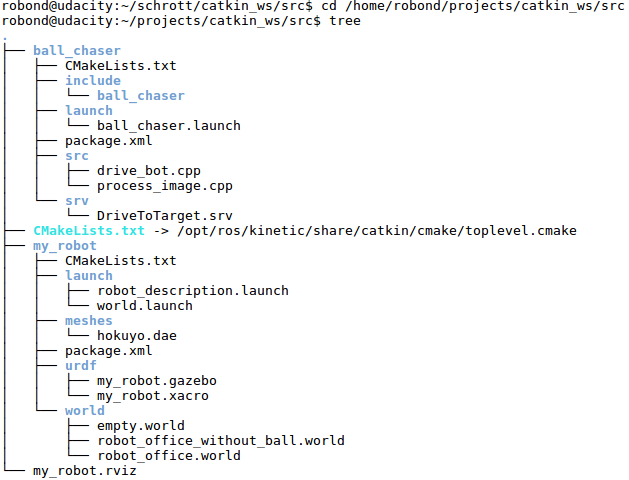 robond@udacity:~/schrott/catkin_ws/src$ cd /home/robond/projects/catkin_ws/src
robond@udacity:~/projects/catkin_ws/src$ tree
.
├── ball_chaser
│   ├── CMakeLists.txt
│   ├── include
│   │   └── ball_chaser
│   ├── launch
│   │   └── ball_chaser.launch
│   ├── package.xml
│   ├── src
│   │   ├── drive_bot.cpp
│   │   └── process_image.cpp
│   └── srv
│       └── DriveToTarget.srv
├── CMakeLists.txt -> /opt/ros/kinetic/share/catkin/cmake/toplevel.cmake
├── my_robot
│   ├── CMakeLists.txt
│   ├── launch
│   │   ├── robot_description.launch
│   │   └── world.launch
│   ├── meshes
│   │   └── hokuyo.dae
│   ├── package.xml
│   ├── urdf
│   │   ├── my_robot.gazebo
│   │   └── my_robot.xacro
│   └── world
│       ├── empty.world
│       ├── robot_office_without_ball.world
│       └── robot_office.world
└── my_robot.rviz